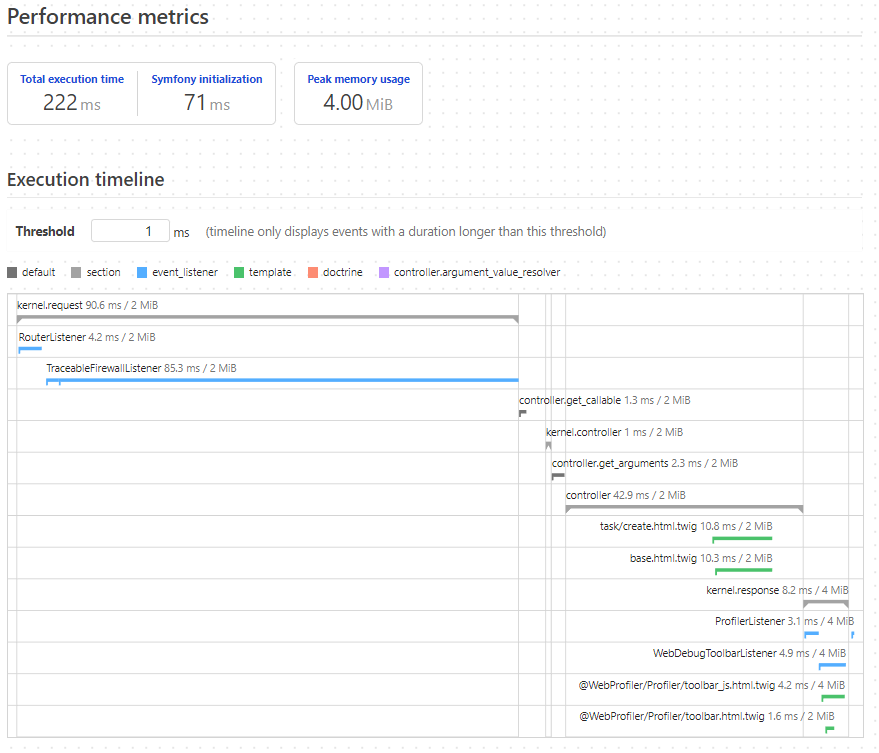 Performance metrics
Total execution time
Symfony initialization
Peak memory usage
222 ms
71 ms
4.00 MiB
Execution timeline
Threshold 1 ms (timeline only displays events with a duration longer than this threshold)
default section event_listener template doctrine controller.argument_value_resolver
kernel.request 90.6 ms / 2 MiB
RouterListener 4.2 ms / 2 MiB
TraceableFirewallListener 85.3 ms / 2 MiB
controller.get_callable 1.3 ms / 2 MiB
kernel.controller 1 ms / 2 MiB
controller.get_arguments 2.3 ms / 2 MiB
controller 42.9 ms / 2 MiB
task/create.html.twig 10.8 ms / 2 MiB
base.html.twig 10.3 ms / 2 MiB
kernel.response 8.2 ms / 4 MiB
ProfilerListener 3.1 ms / 4 MiB
WebDebugToolbarListener 4.9 ms / 4 MiB
@WebProfiler/Profiler/toolbar_js.html.twig 4.2 ms / 4 MiB
@WebProfiler/Profiler/toolbar.html.twig 1.6 ms / 2 MiB